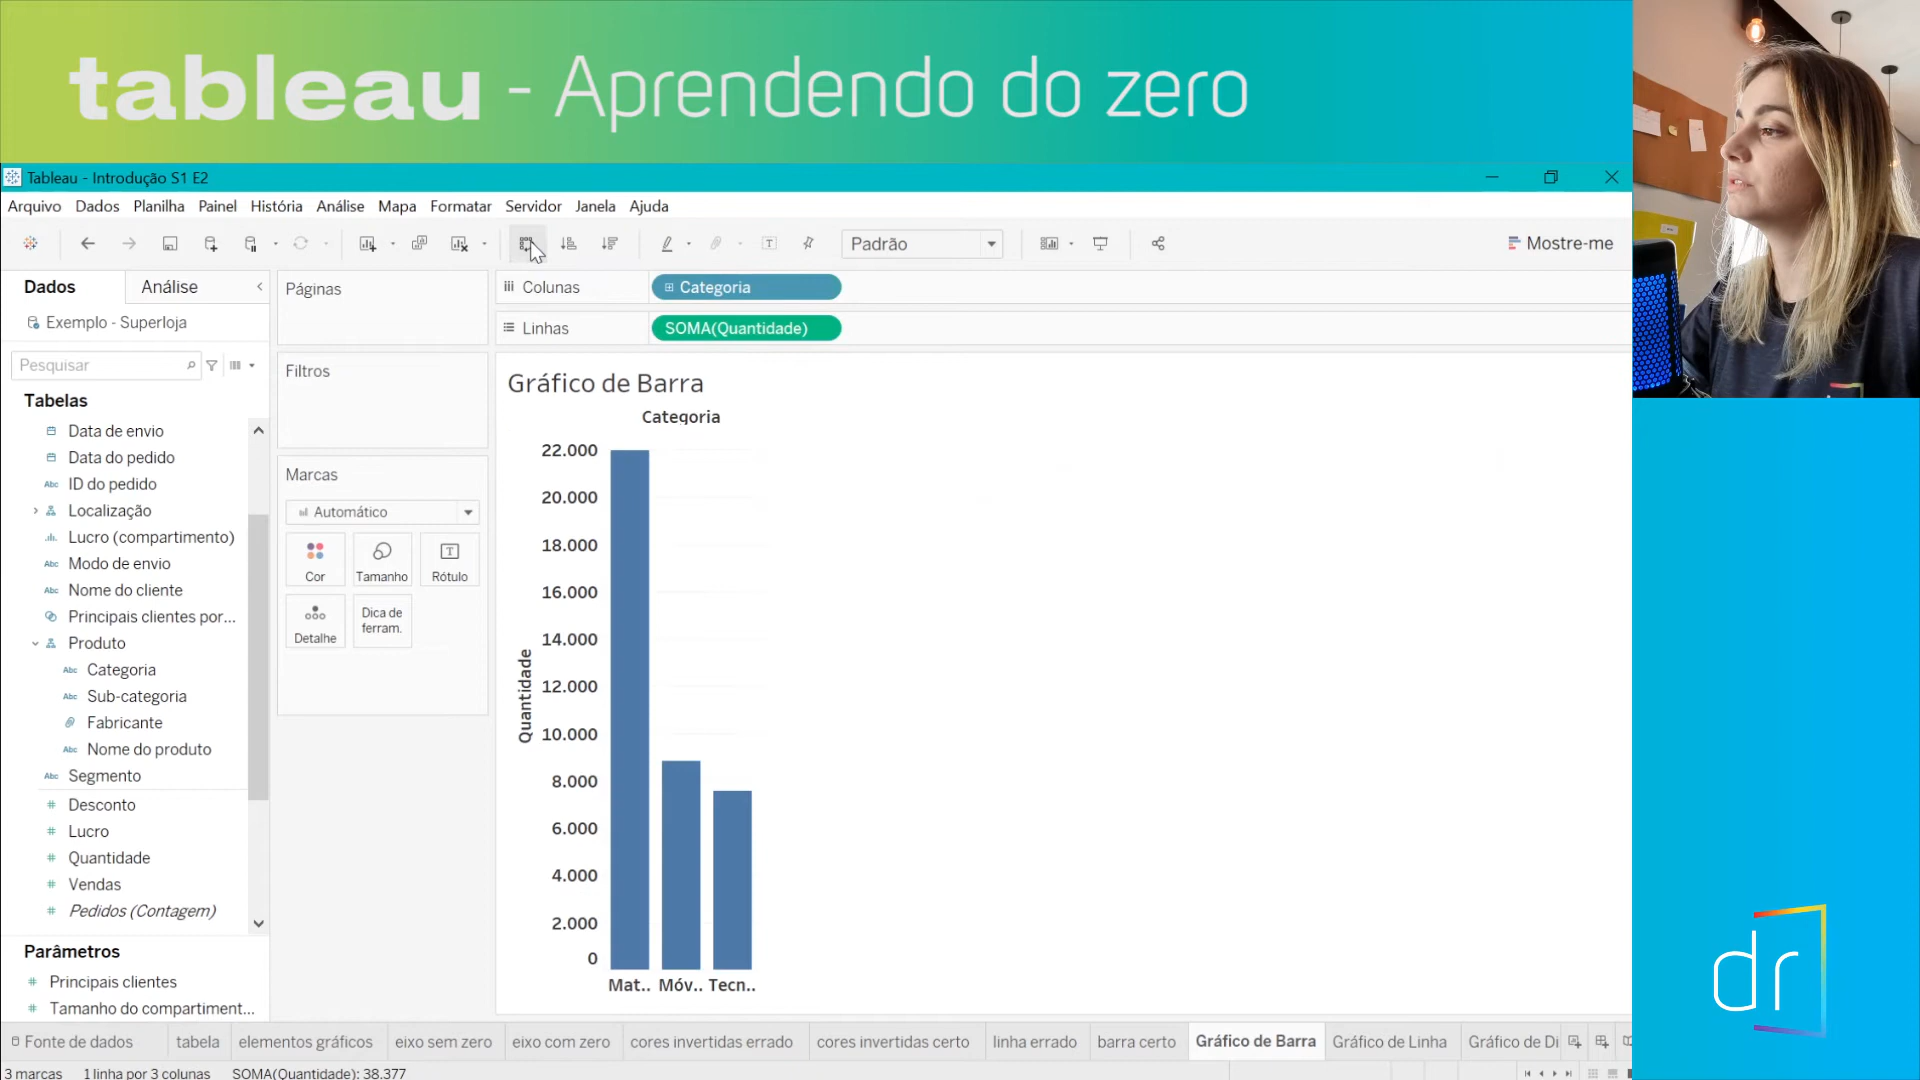 tableau - Aprendendo do zero
Tableau - Introdução S1 E2
Arquivo Dados Planilha Painel História Análise Mapa Formatar Servidor Janela Ajuda
Padrão
Mostre-me
Dados Análise
Exemplo - Superloja
Pesquisar
Tabelas
Data de envio
Data do pedido
Abc ID do pedido
Localização
Lucro (compartimento)
Abc Modo de envio
Abc Nome do cliente
Principais clientes por...
Produto
Abc Categoria
Abc Sub-categoria
Fabricante
Abc Nome do produto
Abc Segmento
# Desconto
# Lucro
# Quantidade
# Vendas
# Pedidos (Contagem)
Parâmetros
# Principais clientes
# Tamanho do compartiment...
Páginas
Filtros
Marcas
Automático
Cor Tamanho Rótulo
Detalhe Dica de ferram.
Colunas Categoria
Linhas SOMA(Quantidade)
Gráfico de Barra
Categoria
22.000
20.000
18.000
16.000
14.000
12.000
10.000
8.000
6.000
4.000
2.000
0
Quantidade
Mat.. Móv.. Tecn..
Fonte de dados tabela elementos gráficos eixo sem zero eixo com zero cores invertidas errado cores invertidas certo linha errado barra certo Gráfico de Barra Gráfico de Linha Gráfico de Di
3 marcas 1 linha por 3 colunas SOMA(Quantidade): 38.377
dr